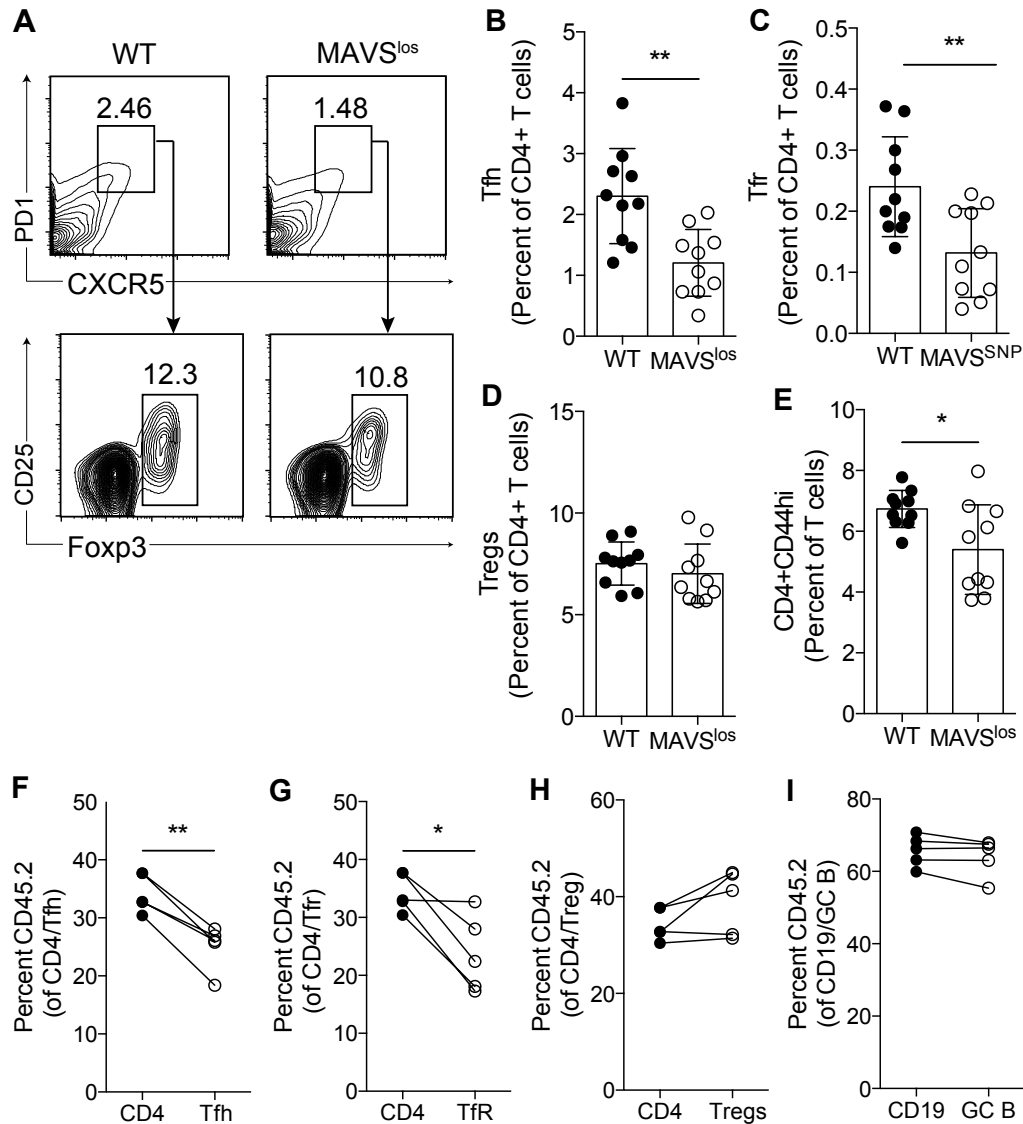 A
WT
MAVSlos
2.46
1.48
PD1
CXCR5
12.3
10.8
CD25
Foxp3
B
Tfh
(Percent of CD4+ T cells)
5
4
3
2
1
0
**
WT
MAVSlos
C
Tfr
(Percent of CD4+ T cells)
0.5
0.4
0.3
0.2
0.1
0.0
**
WT
MAVSSNP
D
Tregs
(Percent of CD4+ T cells)
15
10
5
0
WT
MAVSlos
E
CD4+CD44hi
(Percent of T cells)
10
8
6
4
2
0
*
WT
MAVSlos
F
Percent CD45.2
(of CD4/Tfh)
50
40
30
20
10
0
**
CD4
Tfh
G
Percent CD45.2
(of CD4/Tfr)
50
40
30
20
10
0
*
CD4
TfR
H
Percent CD45.2
(of CD4/Treg)
60
40
20
0
CD4
Tregs
I
Percent CD45.2
(of CD19/GC B)
80
60
40
20
0
CD19
GC B